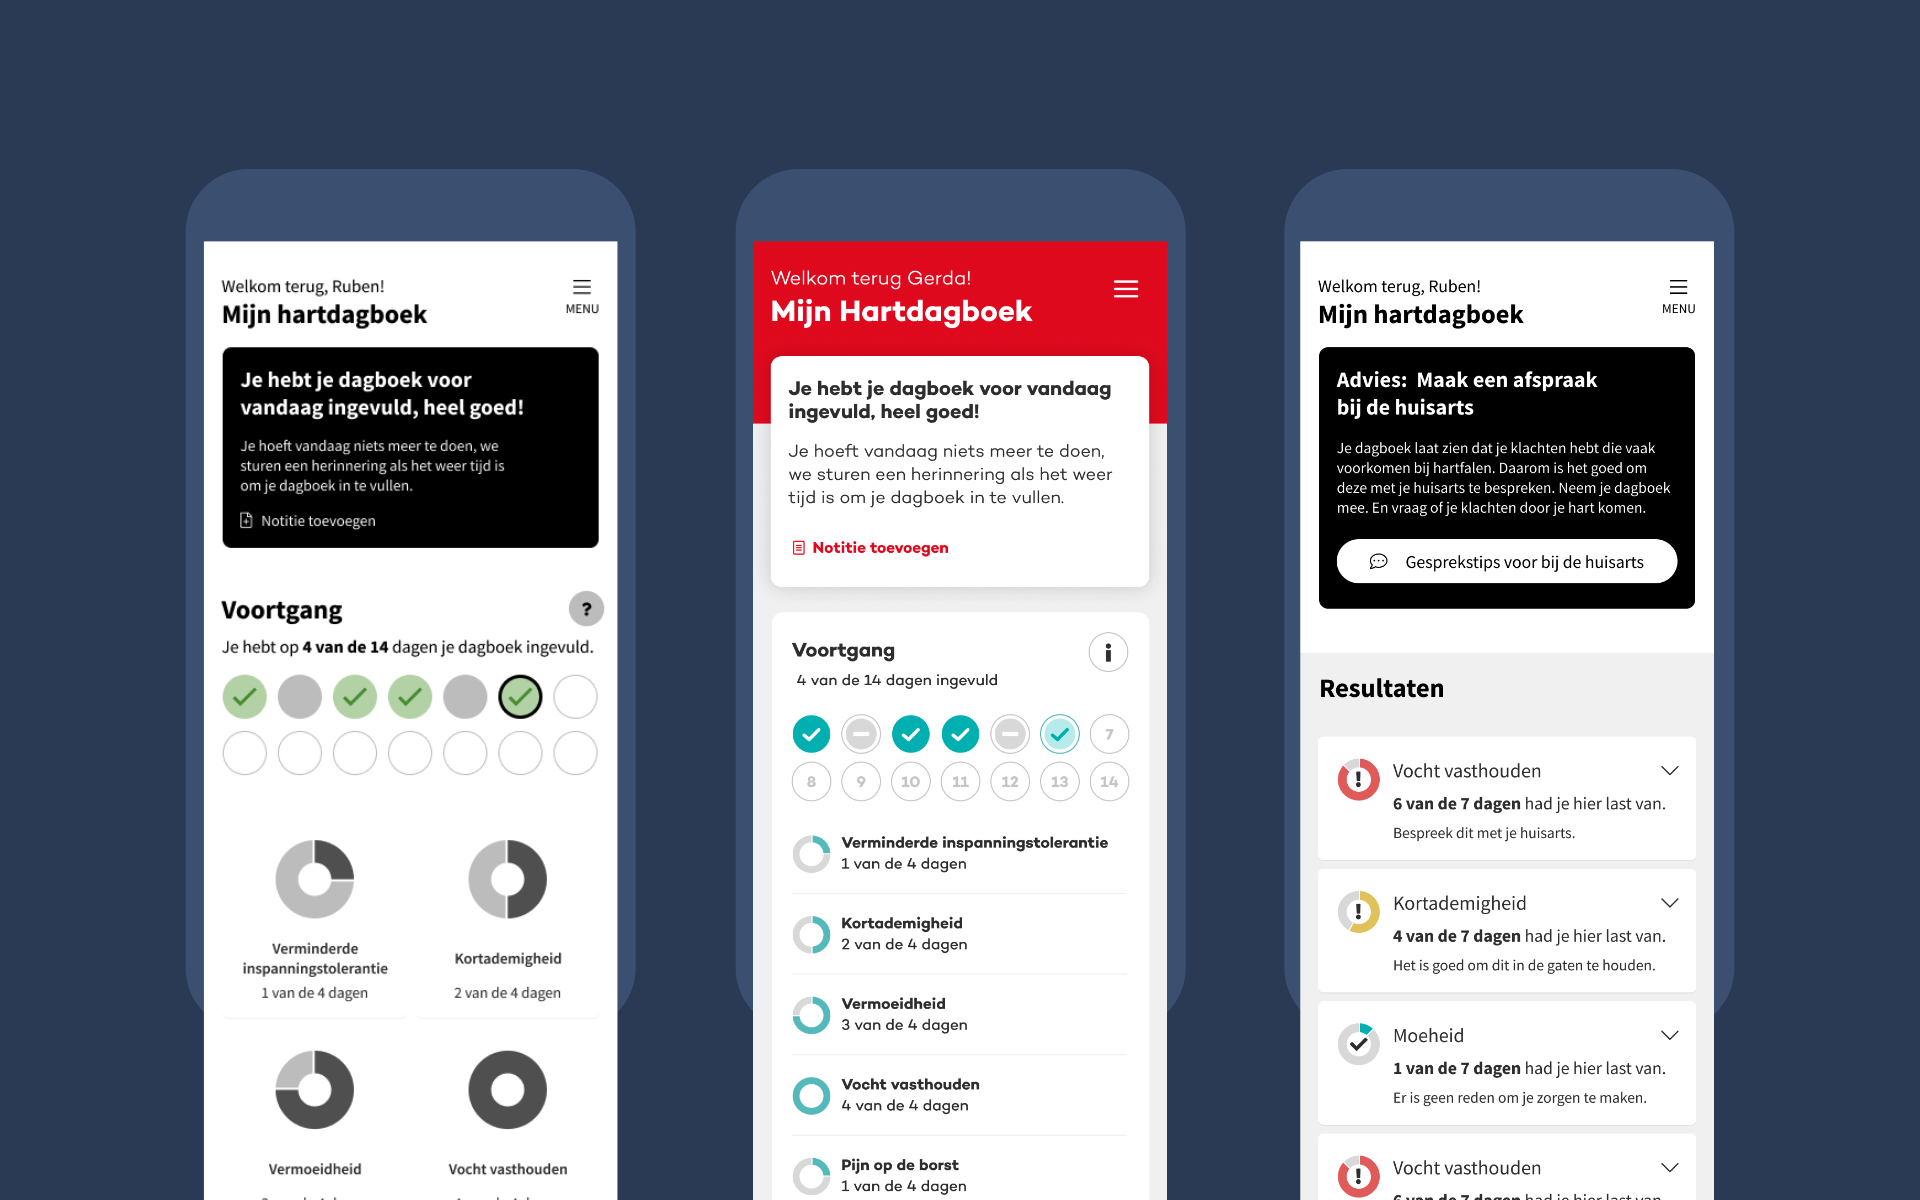 Welkom terug, Ruben!
Mijn hartdagboek
MENU
Je hebt je dagboek voor
vandaag ingevuld, heel goed!
Je hoeft vandaag niets meer te doen, we
sturen een herinnering als het weer tijd is
om je dagboek in te vullen.
Notitie toevoegen
Voortgang
?
Je hebt op 4 van de 14 dagen je dagboek ingevuld.
Verminderde
inspanningstolerantie
1 van de 4 dagen
Kortademigheid
2 van de 4 dagen
Vermoeidheid
Vocht vasthouden
Welkom terug Gerda!
Mijn Hartdagboek
Je hebt je dagboek voor vandaag
ingevuld, heel goed!
Je hoeft vandaag niets meer te doen,
we sturen een herinnering als het weer
tijd is om je dagboek in te vullen.
Notitie toevoegen
Voortgang
i
4 van de 14 dagen ingevuld
7
8 9 10 11 12 13 14
Verminderde inspanningstolerantie
1 van de 4 dagen
Kortademigheid
2 van de 4 dagen
Vermoeidheid
3 van de 4 dagen
Vocht vasthouden
4 van de 4 dagen
Pijn op de borst
1 van de 4 dagen
Welkom terug, Ruben!
Mijn hartdagboek
MENU
Advies: Maak een afspraak
bij de huisarts
Je dagboek laat zien dat je klachten hebt die vaak
voorkomen bij hartfalen. Daarom is het goed om
deze met je huisarts te bespreken. Neem je dagboek
mee. En vraag of je klachten door je hart komen.
Gesprekstips voor bij de huisarts
Resultaten
!
Vocht vasthouden
6 van de 7 dagen had je hier last van.
Bespreek dit met je huisarts.
!
Kortademigheid
4 van de 7 dagen had je hier last van.
Het is goed om dit in de gaten te houden.
Moeheid
1 van de 7 dagen had je hier last van.
Er is geen reden om je zorgen te maken.
!
Vocht vasthouden
6 van de 7 dagen had je hier last van.